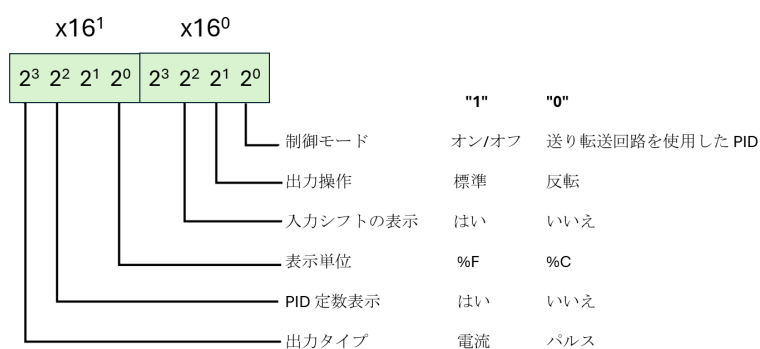 x16¹ x16⁰
2³ 2² 2¹ 2⁰ 2³ 2² 2¹ 2⁰
"1" "0"
制御モード オン/オフ 送り転送回路を使用した PID
出力操作 標準 反転
入力シフトの表示 はい いいえ
表示単位 %F %C
PID 定数表示 はい いいえ
出力タイプ 電流 パルス